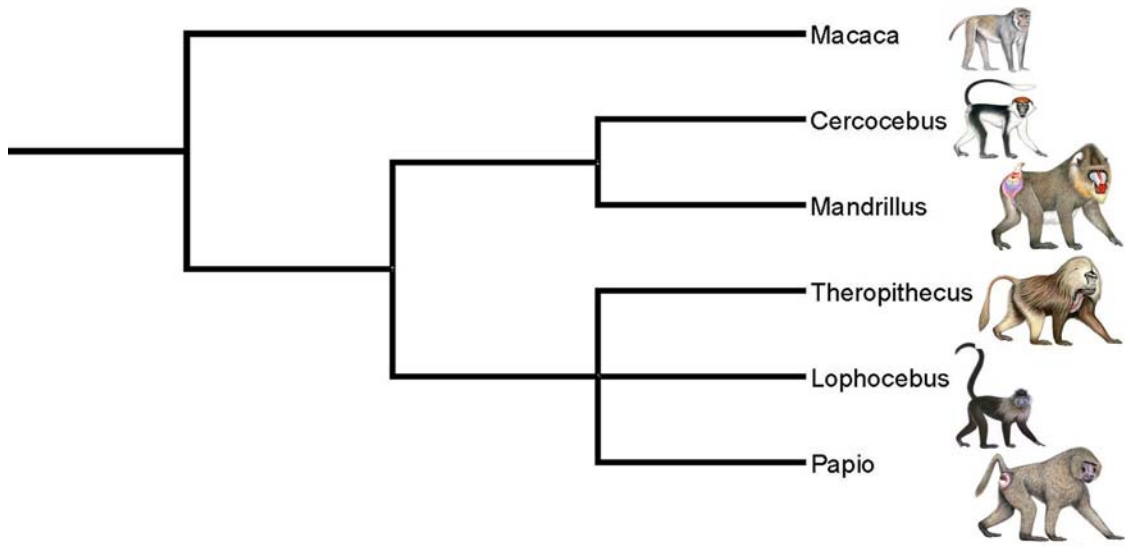 Macaca
Cercocebus
Mandrillus
Theropithecus
Lophocebus
Papio